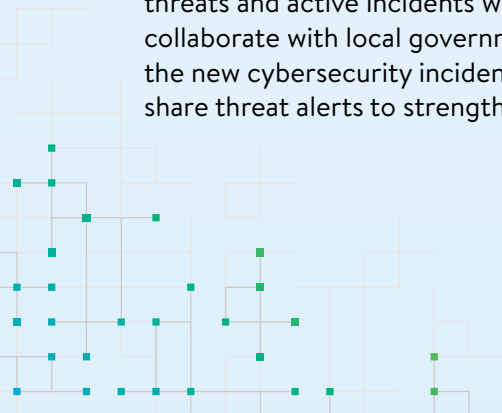 threats and active incidents w
collaborate with local governm
the new cybersecurity inciden
share threat alerts to strength